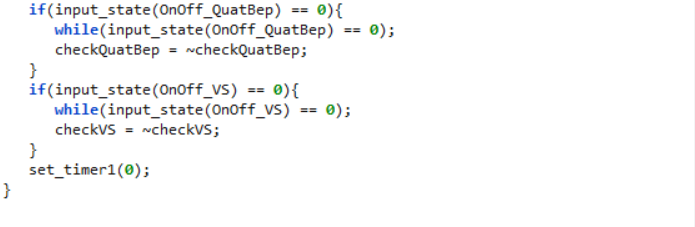 if(input_state(OnOff_QuatBep) == 0){
while(input_state(OnOff_QuatBep) == 0);
checkQuatBep = ~checkQuatBep;
}
if(input_state(OnOff_VS) == 0){
while(input_state(OnOff_VS) == 0);
checkVS = ~checkVS;
}
set_timer1(0);
}